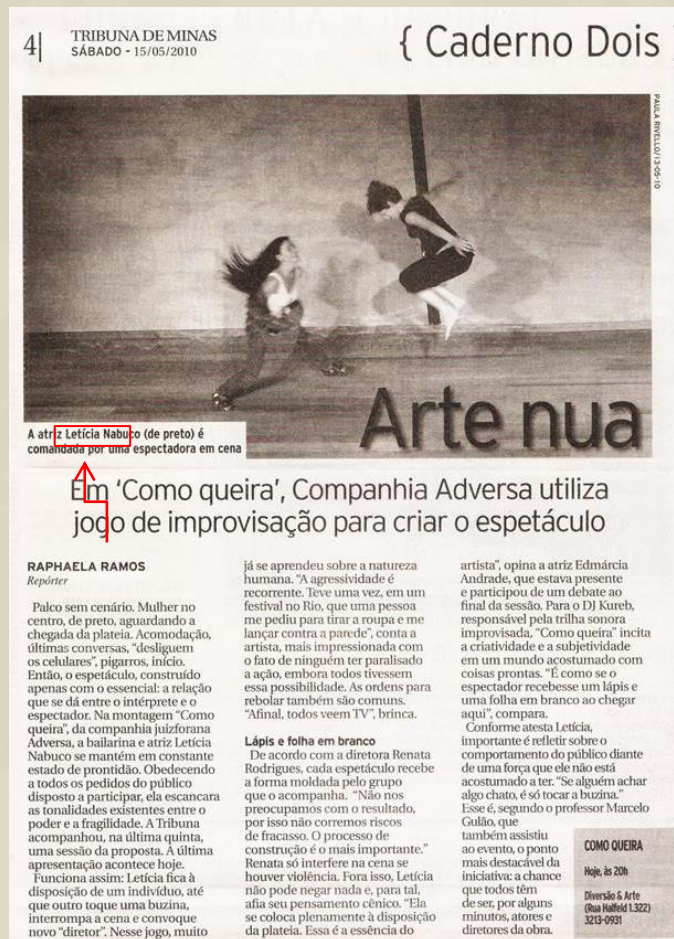 4|
TRIBUNA DE MINAS
SÁBADO - 15/05/2010
{ Caderno Dois }
PAULA RIVELLO/13-05-10
Arte nua
A atriz Letícia Nabuco (de preto) é
comandada por uma espectadora em cena
Em 'Como queira', Companhia Adversa utiliza
jogo de improvisação para criar o espetáculo
RAPHAELA RAMOS
Repórter
Palco sem cenário. Mulher no
centro, de preto, aguardando a
chegada da plateia. Acomodação,
últimas conversas, "desliguem
os celulares", pigarros, início.
Então, o espetáculo, construído
apenas com o essencial: a relação
que se dá entre o intérprete e o
espectador. Na montagem "Como
queira", da companhia juizforana
Adversa, a bailarina e atriz Letícia
Nabuco se mantém em constante
estado de prontidão. Obedecendo
a todos os pedidos do público
disposto a participar, ela escancara
as tonalidades existentes entre o
poder e a fragilidade. A Tribuna
acompanhou, na última quinta,
uma sessão da proposta. A última
apresentação acontece hoje.
Funciona assim: Letícia fica à
disposição de um indivíduo, até
que outro toque uma buzina,
interrompa a cena e convoque
novo "diretor". Nesse jogo, muito
já se aprendeu sobre a natureza
humana. "A agressividade é
recorrente. Teve uma vez, em um
festival no Rio, que uma pessoa
me pediu para tirar a roupa e me
lançar contra a parede", conta a
artista, mais impressionada com
o fato de ninguém ter paralisado
a ação, embora todos tivessem
essa possibilidade. As ordens para
rebolar também são comuns.
"Afinal, todos veem TV", brinca.
Lápis e folha em branco
De acordo com a diretora Renata
Rodrigues, cada espetáculo recebe
a forma moldada pelo grupo
que o acompanha. "Não nos
preocupamos com o resultado,
por isso não corremos riscos
de fracasso. O processo de
construção é o mais importante."
Renata só interfere na cena se
houver violência. Fora isso, Letícia
não pode negar nada e, para tal,
afia seu pensamento cênico. "Ela
se coloca plenamente à disposição
da plateia. Essa é a essência do
artista", opina a atriz Edmárcia
Andrade, que estava presente
e participou de um debate ao
final da sessão. Para o DJ Kureb,
responsável pela trilha sonora
improvisada, "Como queira" incita
a criatividade e a subjetividade
em um mundo acostumado com
coisas prontas. "É como se o
espectador recebesse um lápis e
uma folha em branco ao chegar
aqui", compara.
Conforme atesta Letícia,
importante é refletir sobre o
comportamento do público diante
de uma força que ele não está
acostumado a ter. "Se alguém achar
algo chato, é só tocar a buzina."
Esse é, segundo o professor Marcelo
Gulão, que
também assistiu
ao evento, o ponto
mais destacável da
iniciativa: a chance
que todos têm
de ser, por alguns
minutos, atores e
diretores da obra.
COMO QUEIRA
Hoje, às 20h
Diversão & Arte
(Rua Halfeld 1.322)
3213-0931